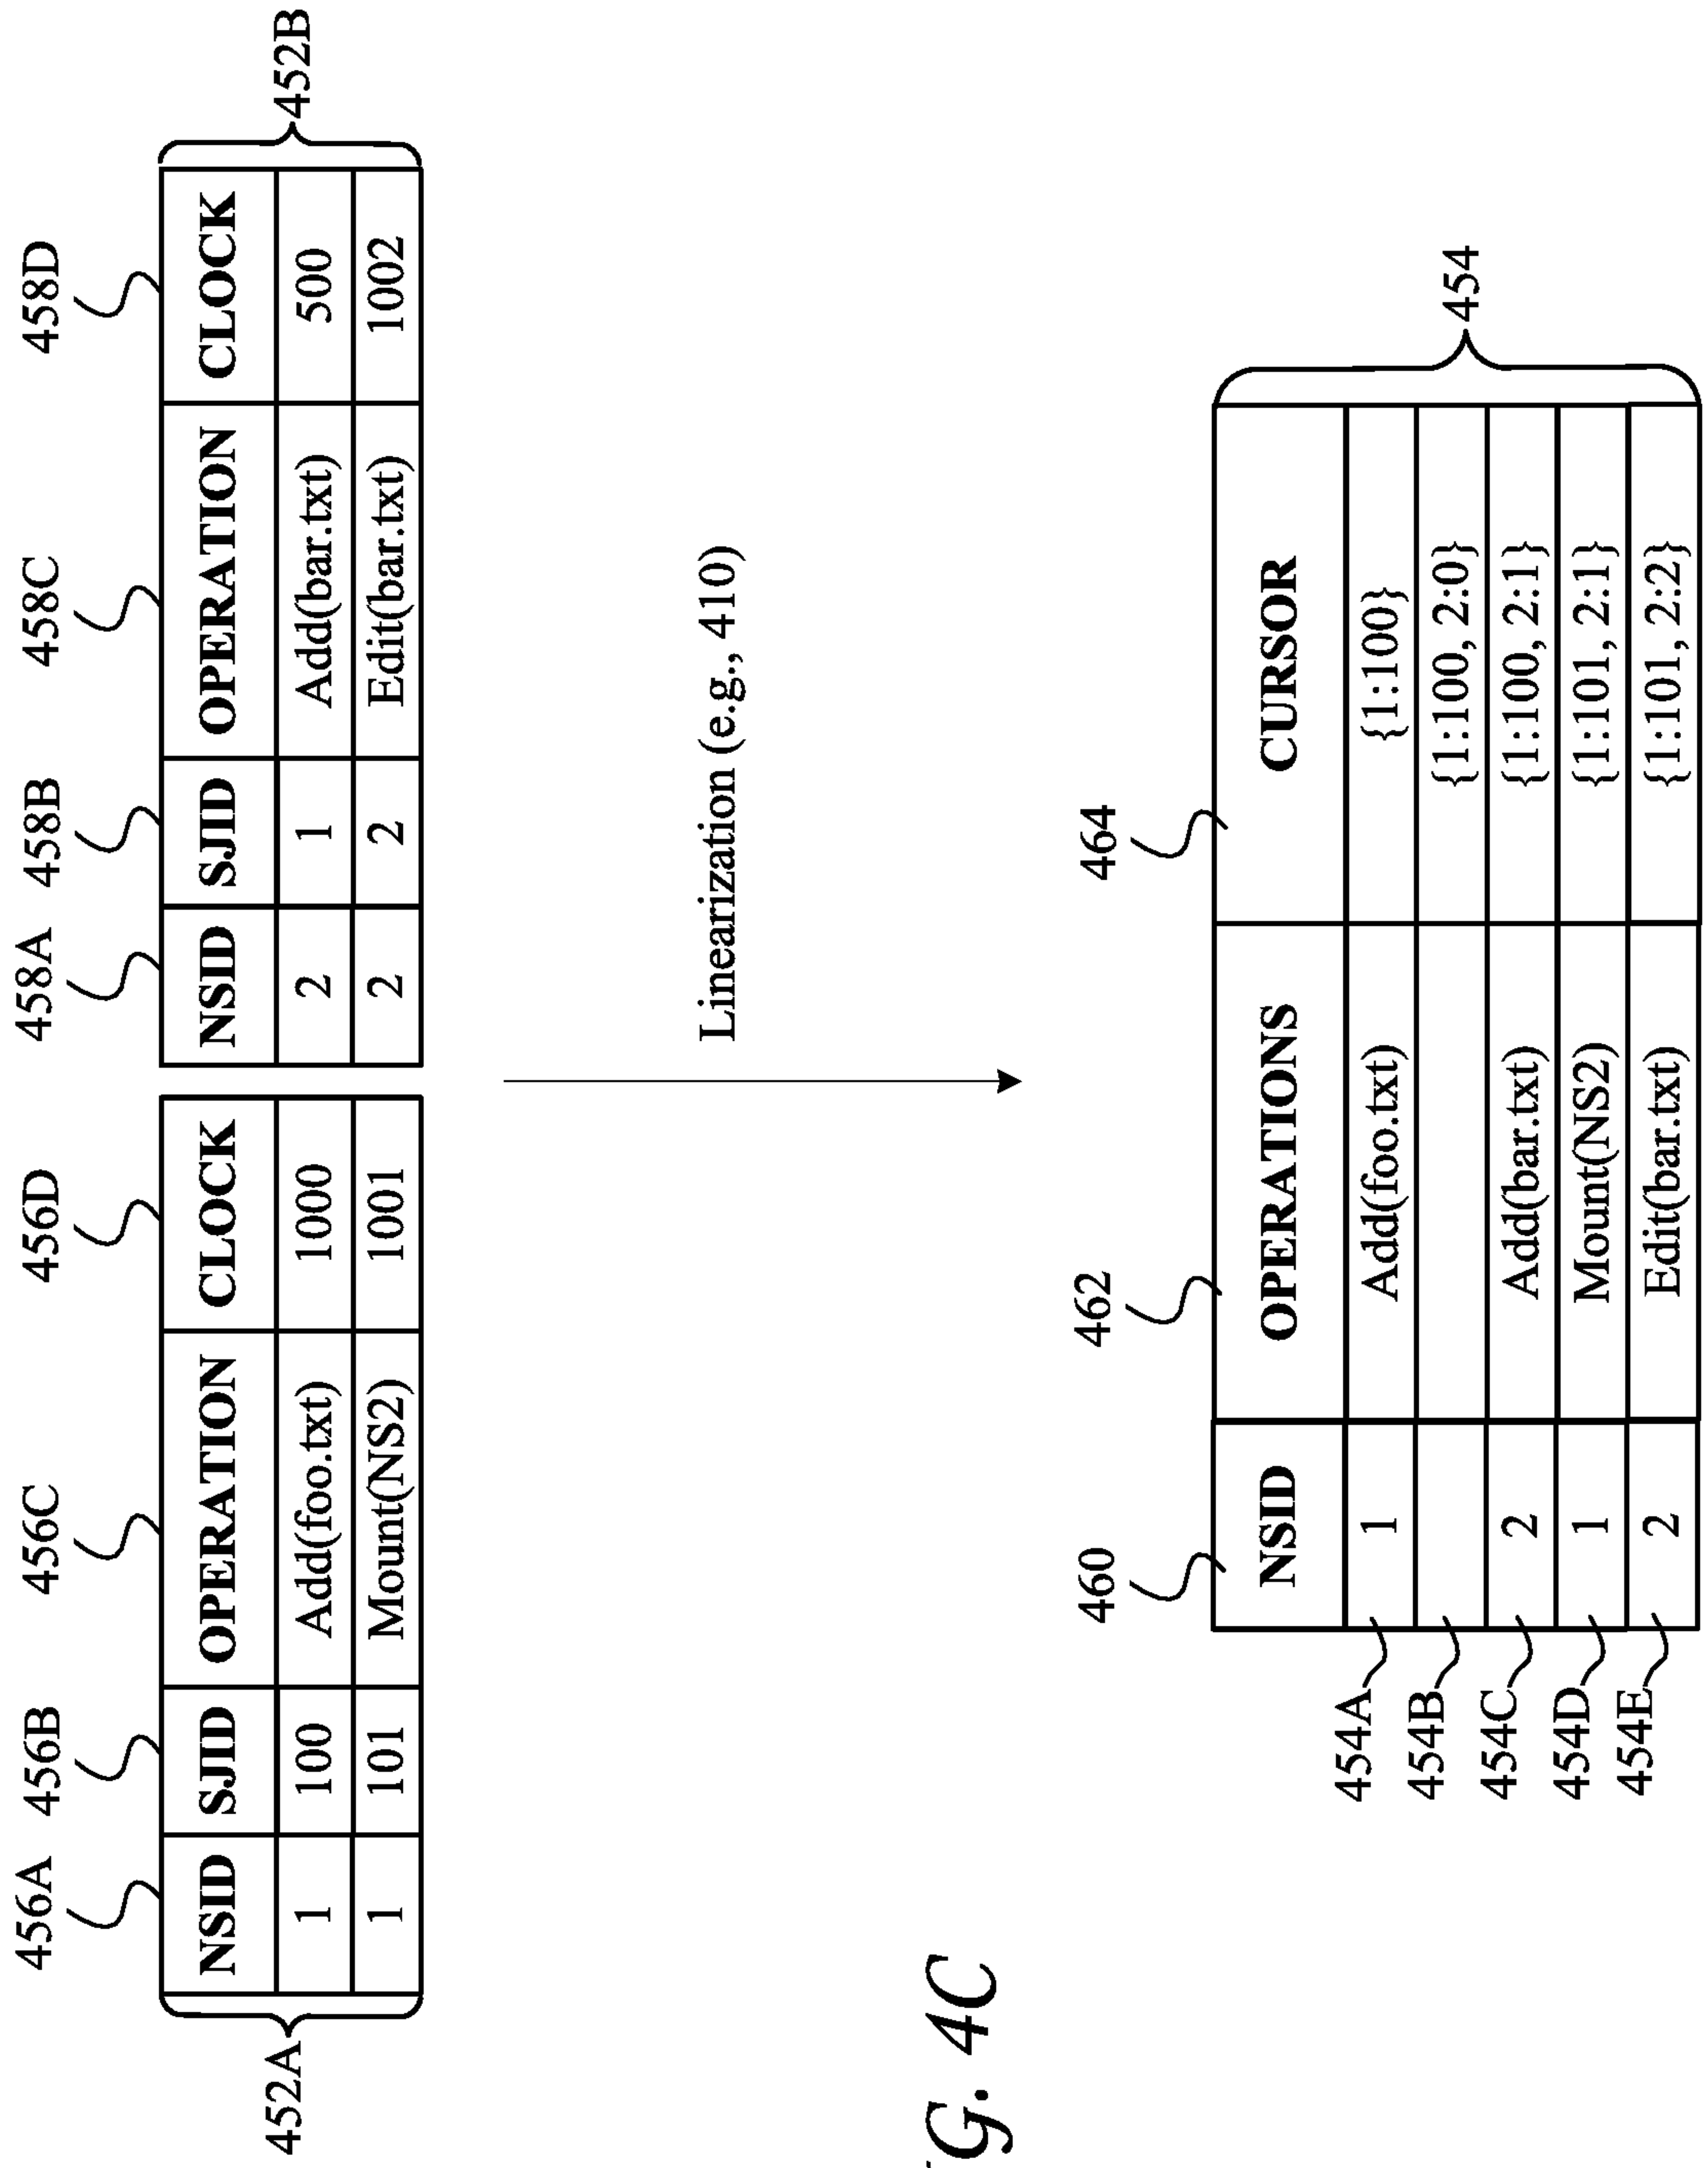 456A 456B 456C 456D 458A 458B 458C 458D
NSID SJID OPERATION CLOCK NSID SJID OPERATION CLOCK
1 100 Add(foo.txt) 1000 2 1 Add(bar.txt) 500
1 101 Mount(NS2) 1001 2 2 Edit(bar.txt) 1002
452A 452B
Linearization (e.g., 410)
G. 4C
460 462 464
NSID OPERATIONS CURSOR
454A 1 Add(foo.txt) {1:100}
454B {1:100, 2:0}
454C 2 Add(bar.txt) {1:100, 2:1}
454D 1 Mount(NS2) {1:101, 2:1}
454E 2 Edit(bar.txt) {1:101, 2:2}
454